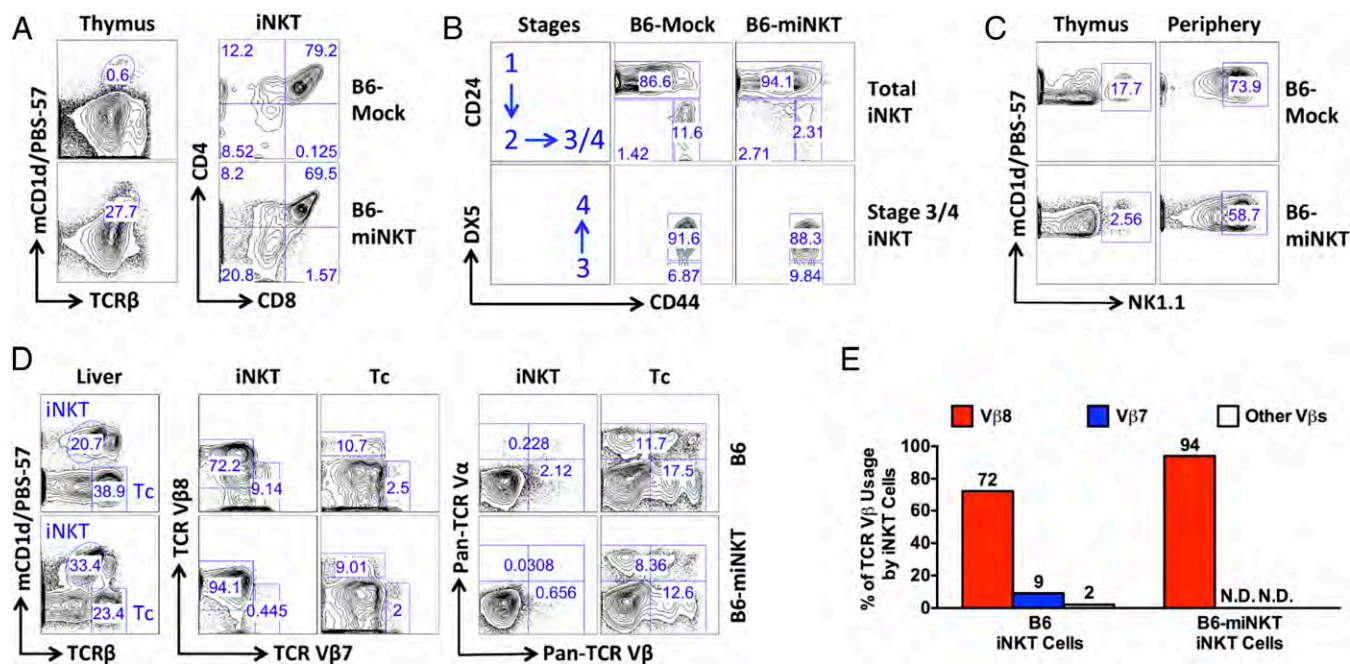 A
Thymus
iNKT
mCD1d/PBS-57
0.6
27.7
TCRβ
CD4
12.2
79.2
8.52
0.125
8.2
69.5
20.8
1.57
CD8
B6-
Mock
B6-
miNKT
B
Stages
B6-Mock
B6-miNKT
CD24
1
2
3/4
86.6
11.6
1.42
94.1
2.31
2.71
Total
iNKT
DX5
4
3
91.6
6.87
88.3
9.84
Stage 3/4
iNKT
CD44
C
Thymus
Periphery
mCD1d/PBS-57
17.7
73.9
B6-
Mock
2.56
58.7
B6-
miNKT
NK1.1
D
Liver
iNKT
Tc
iNKT
Tc
mCD1d/PBS-57
iNKT
20.7
38.9
Tc
iNKT
33.4
23.4
Tc
TCRβ
TCR Vβ8
72.2
9.14
10.7
2.5
94.1
0.445
9.01
2
TCR Vβ7
Pan-TCR Vα
0.228
2.12
11.7
17.5
B6
0.0308
0.656
8.36
12.6
B6-miNKT
Pan-TCR Vβ
E
Vβ8
Vβ7
Other Vβs
% of TCR Vβ Usage
by iNKT Cells
100
80
60
40
20
0
72
9
2
94
N.D. N.D.
B6
iNKT Cells
B6-miNKT
iNKT Cells